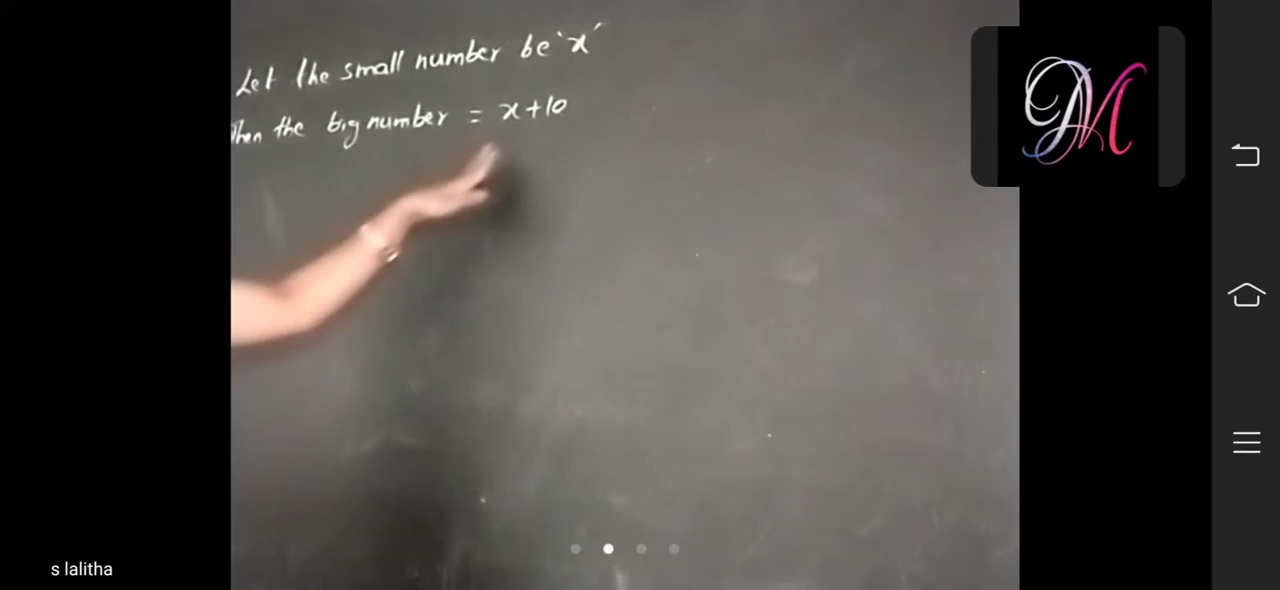 Let the small number be 'x'
Then the big number = x+10
M
s lalitha